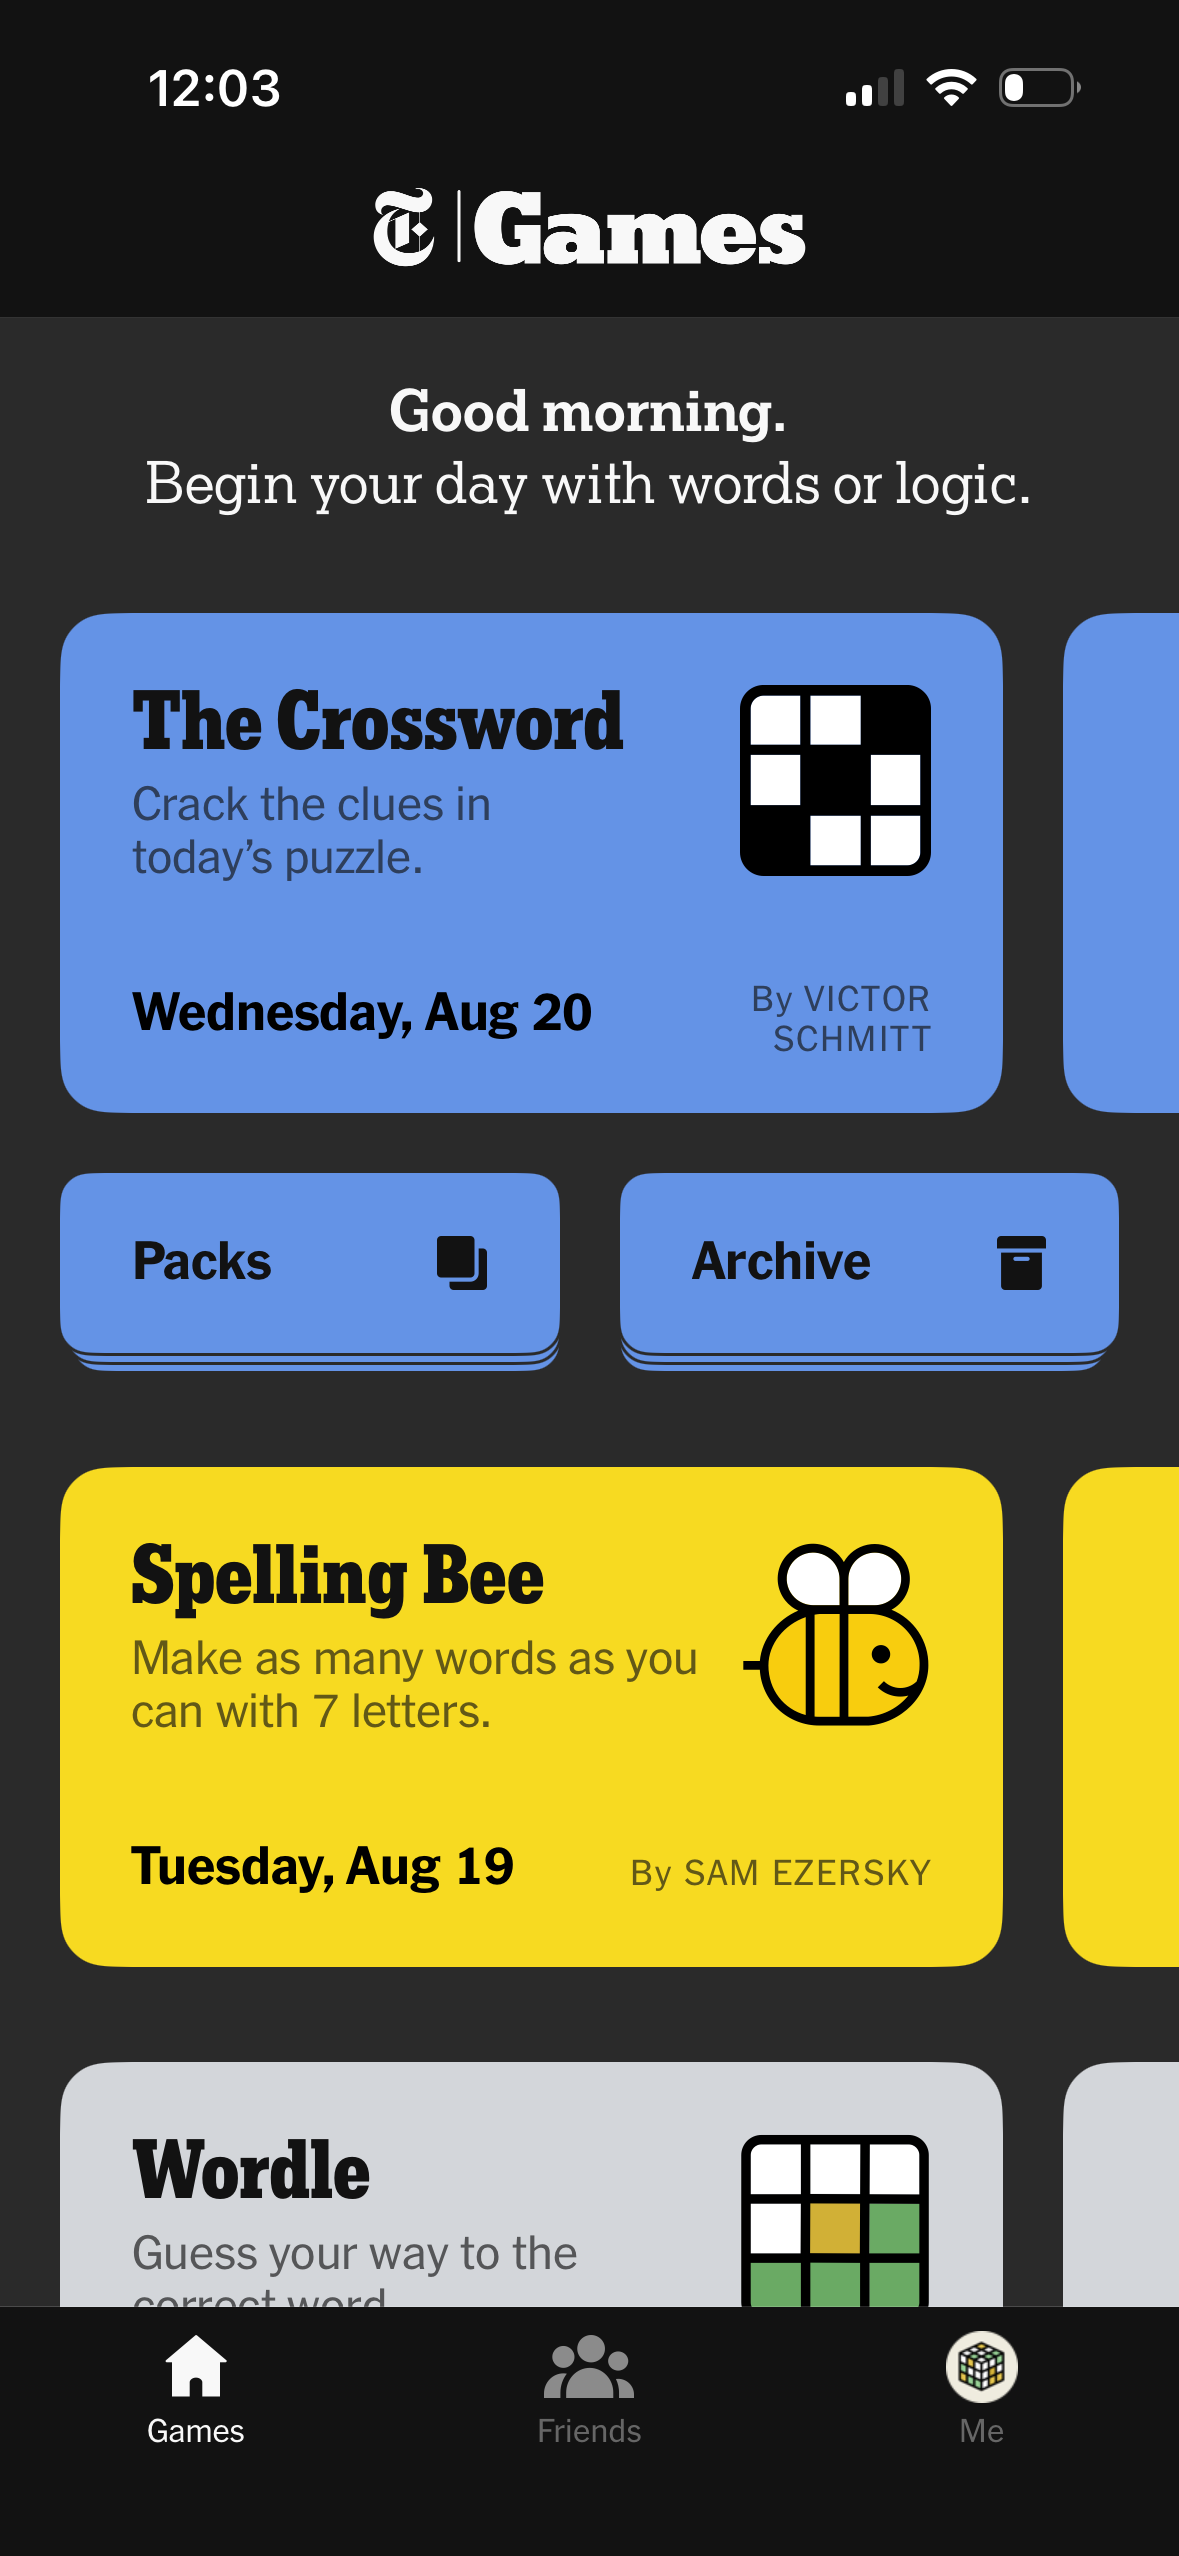 12:03
T Games
Good morning.
Begin your day with words or logic.
The Crossword
Crack the clues in
today’s puzzle.
Wednesday, Aug 20
By VICTOR
SCHMITT
Packs
Archive
Spelling Bee
Make as many words as you
can with 7 letters.
Tuesday, Aug 19
By SAM EZERSKY
Wordle
Guess your way to the
correct word
Games
Friends
Me